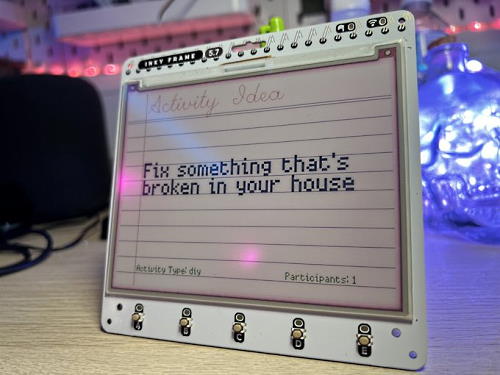 INKY FRAME 5.7
Activity Idea
Fix something that's
broken in your house
Activity Type: diy
Participants: 1
A
B
C
D
E